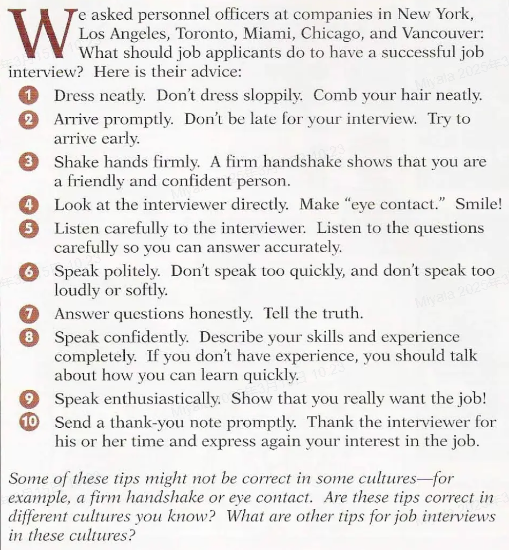 We asked personnel officers at companies in New York,
Los Angeles, Toronto, Miami, Chicago, and Vancouver:
What should job applicants do to have a successful job
interview? Here is their advice:
1 Dress neatly. Don't dress sloppily. Comb your hair neatly.
2 Arrive promptly. Don't be late for your interview. Try to
arrive early.
3 Shake hands firmly. A firm handshake shows that you are
a friendly and confident person.
4 Look at the interviewer directly. Make "eye contact." Smile!
5 Listen carefully to the interviewer. Listen to the questions
carefully so you can answer accurately.
6 Speak politely. Don't speak too quickly, and don't speak too
loudly or softly.
7 Answer questions honestly. Tell the truth.
8 Speak confidently. Describe your skills and experience
completely. If you don't have experience, you should talk
about how you can learn quickly.
9 Speak enthusiastically. Show that you really want the job!
10 Send a thank-you note promptly. Thank the interviewer for
his or her time and express again your interest in the job.
Some of these tips might not be correct in some cultures—for
example, a firm handshake or eye contact. Are these tips correct in
different cultures you know? What are other tips for job interviews
in these cultures?